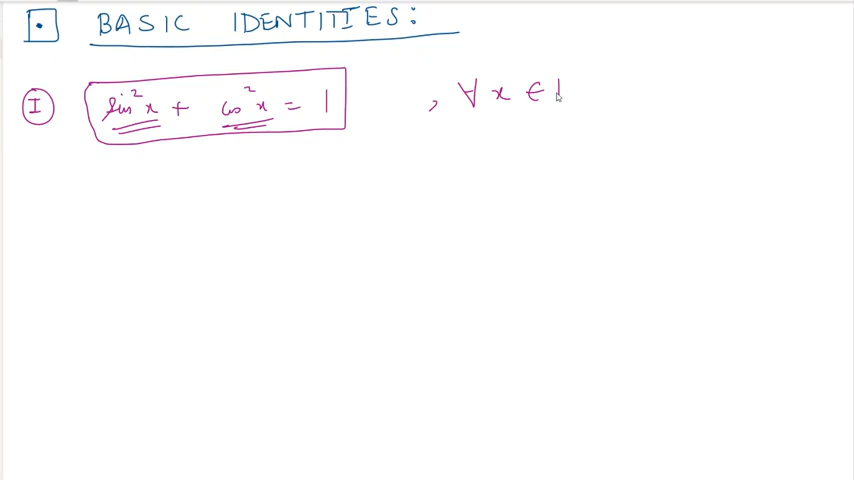 BASIC IDENTITIES:
I sin²x + cos²x = 1 , ∀ x ∈